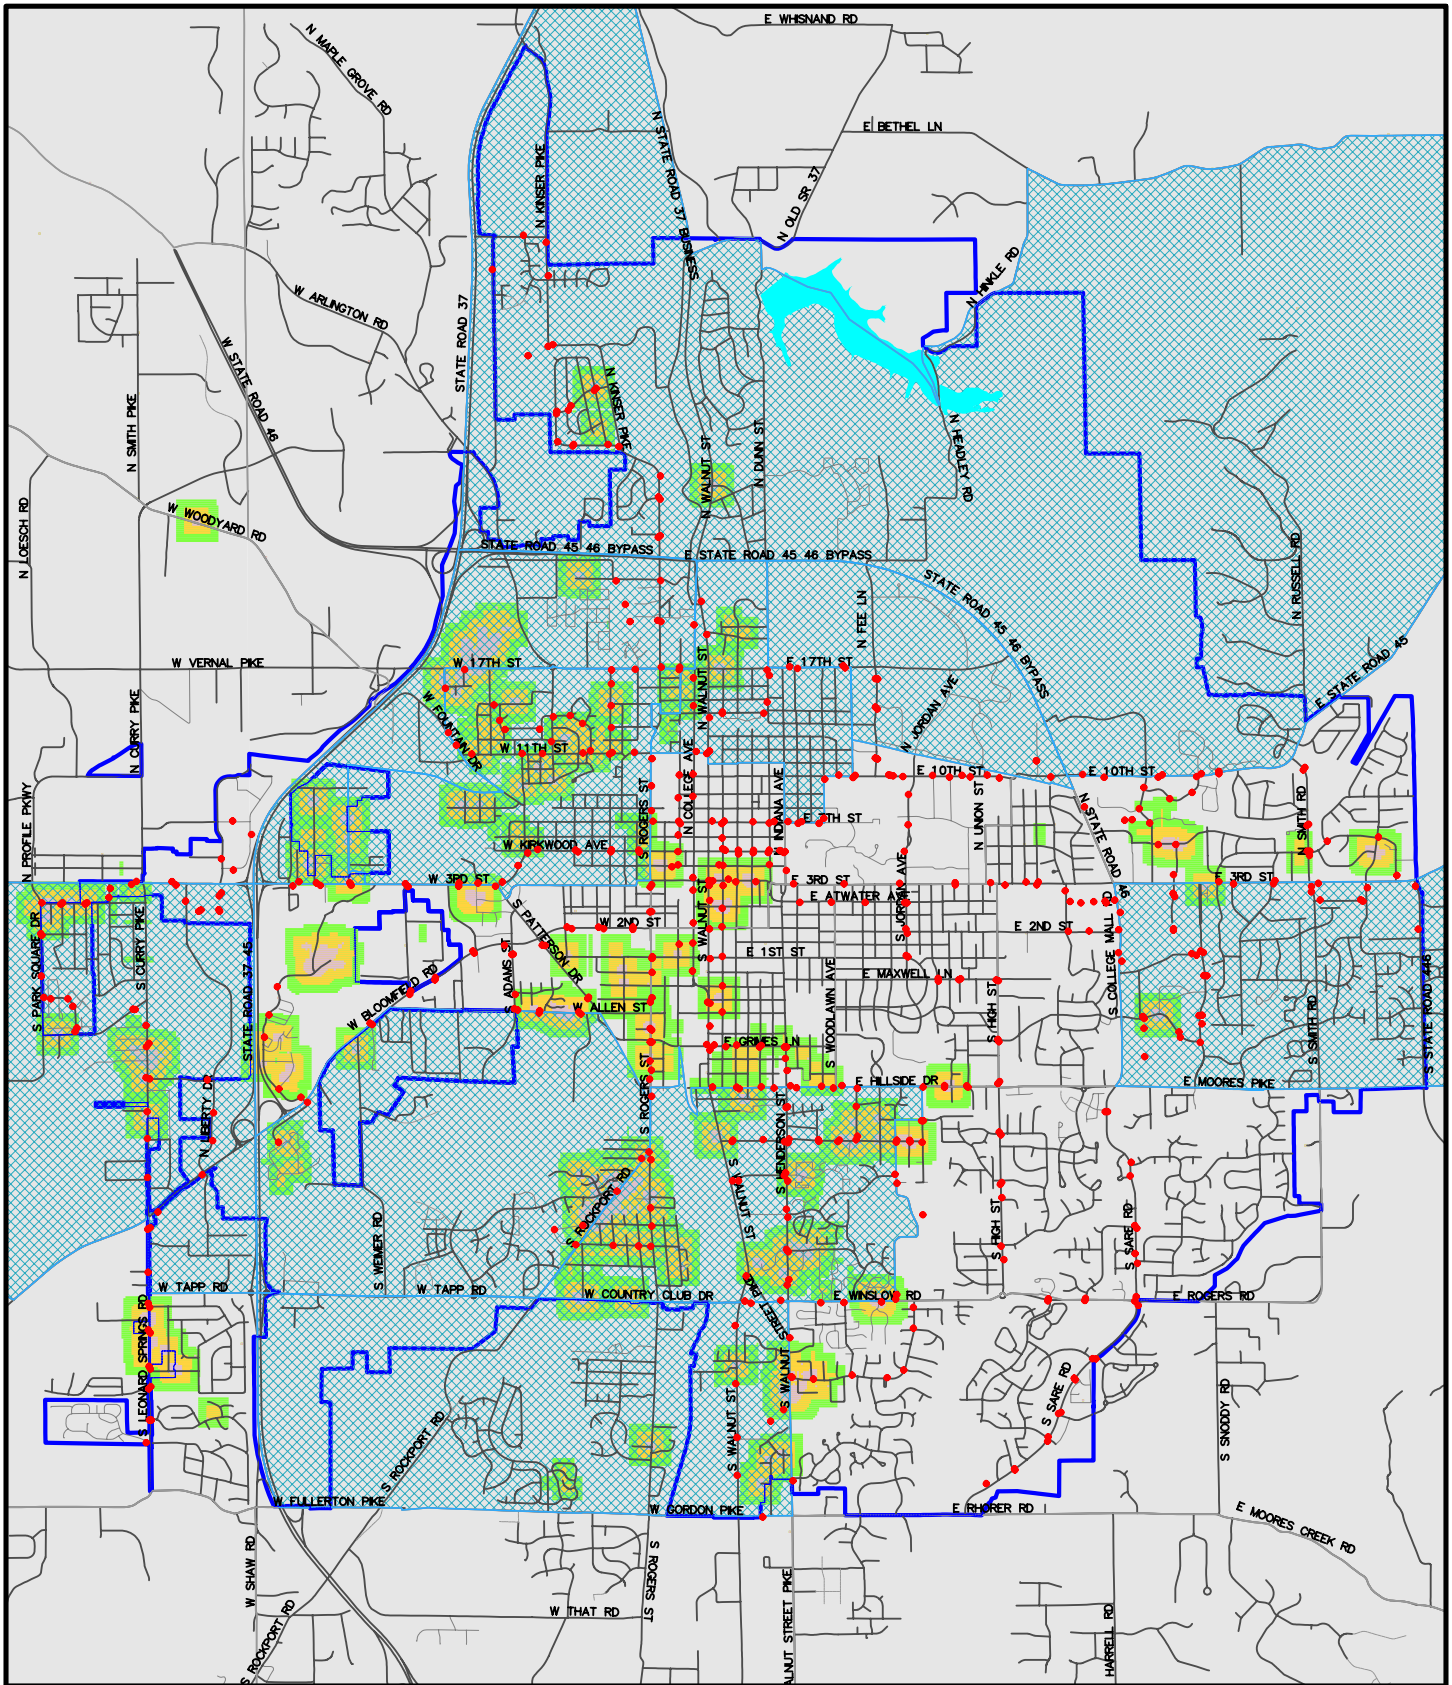 E WHISNAND RD
N MAPLE GROVE RD
E BETHEL LN
N STATE ROAD 37 BUSINESS
N KINSER PIKE
N OLD SR 37
N HINKLE RD
W ARLINGTON RD
STATE ROAD 37
W STATE ROAD 46
N SMITH PIKE
N KINSER PIKE
N WALNUT ST
N DUNN ST
N HEADLEY RD
W WOODYARD RD
N LOESCH RD
STATE ROAD 45 46 BYPASS
E STATE ROAD 45 46 BYPASS
STATE ROAD 45 46 BYPASS
N RUSSELL RD
N FEE LN
W VERNAL PIKE
W 17TH ST
E 17TH ST
E STATE ROAD 45
N CURRY PIKE
W FOUNTAIN DR
N WALNUT ST
N JORDAN AVE
W 11TH ST
N COLLEGE AVE
E 10TH ST
E 10TH ST
N PROFILE PKWY
N ROGERS ST
N INDIANA AVE
E 7TH ST
N UNION ST
N STATE ROAD 46
N SMITH RD
W KIRKWOOD AVE
W 3RD ST
E 3RD ST
E 3RD ST
E ATWATER AVE
S PARK SQUARE DR
S CURRY PIKE
S PATTERSON DR
W 2ND ST
S WALNUT ST
S JORDAN AVE
E 2ND ST
S COLLEGE MALL RD
E 1ST ST
E MAXWELL LN
STATE ROAD 37 45
W BLOOMFIELD RD
S ADAMS ST
W ALLEN ST
S WOODLAWN AVE
S HIGH ST
S SMITH RD
S STATE ROAD 446
E GRIMES LN
N LIBERTY DR
S ROGERS ST
E HILLSIDE DR
E MOORES PIKE
S HENDERSON ST
S WEIMER RD
S ROCKPORT RD
S WALNUT ST
S HIGH ST
S SARE RD
W TAPP RD
W TAPP RD
W COUNTRY CLUB DR
E WINSLOW RD
E ROGERS RD
S LEONARD SPRINGS RD
S WALNUT STREET PIKE
S SARE RD
S SNODDY RD
S WALNUT ST
S ROCKPORT RD
W FULLERTON PIKE
W GORDON PIKE
E RHORER RD
E MOORES CREEK RD
W SHAW RD
S ROGERS ST
S ROCKPORT RD
W THAT RD
ALNUT STREET PIKE
HARRELL RD